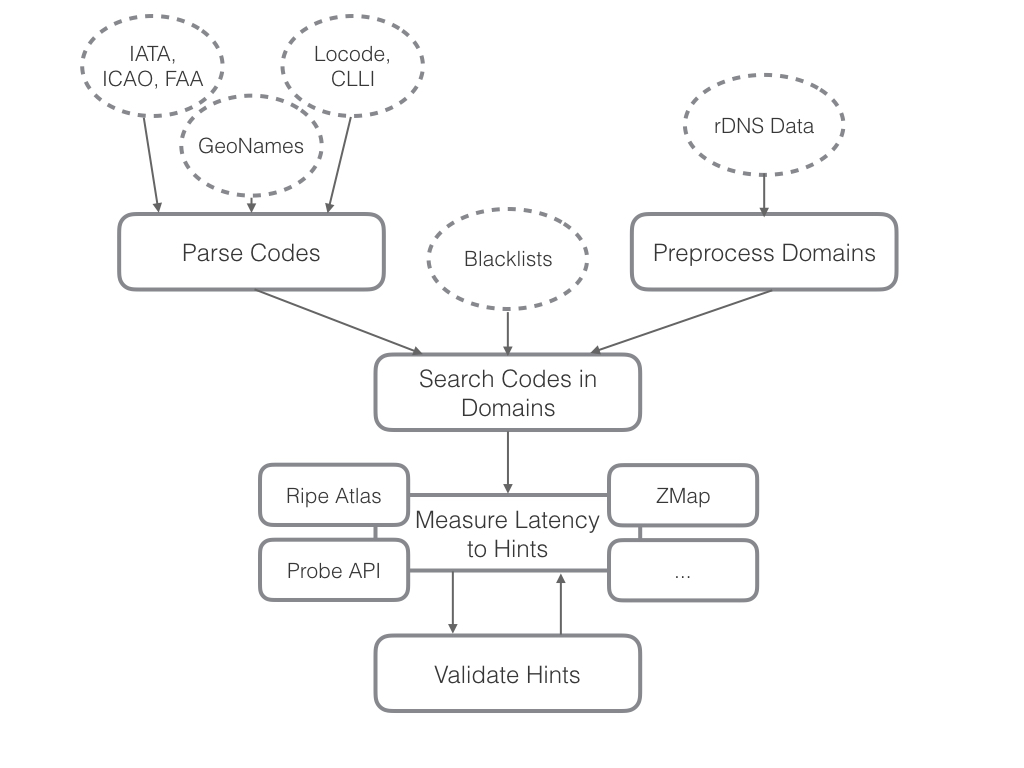 IATA,
ICAO, FAA
Locode,
CLLI
GeoNames
rDNS Data
Parse Codes
Blacklists
Preprocess Domains
Search Codes in
Domains
Ripe Atlas
ZMap
Measure Latency
to Hints
Probe API
...
Validate Hints